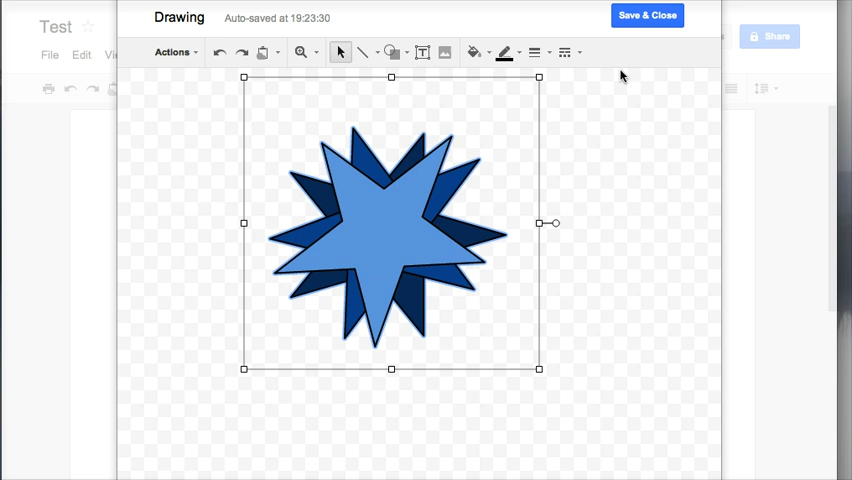 Drawing Auto-saved at 19:23:30 Save & Close
Test
Share
File Edit
Actions